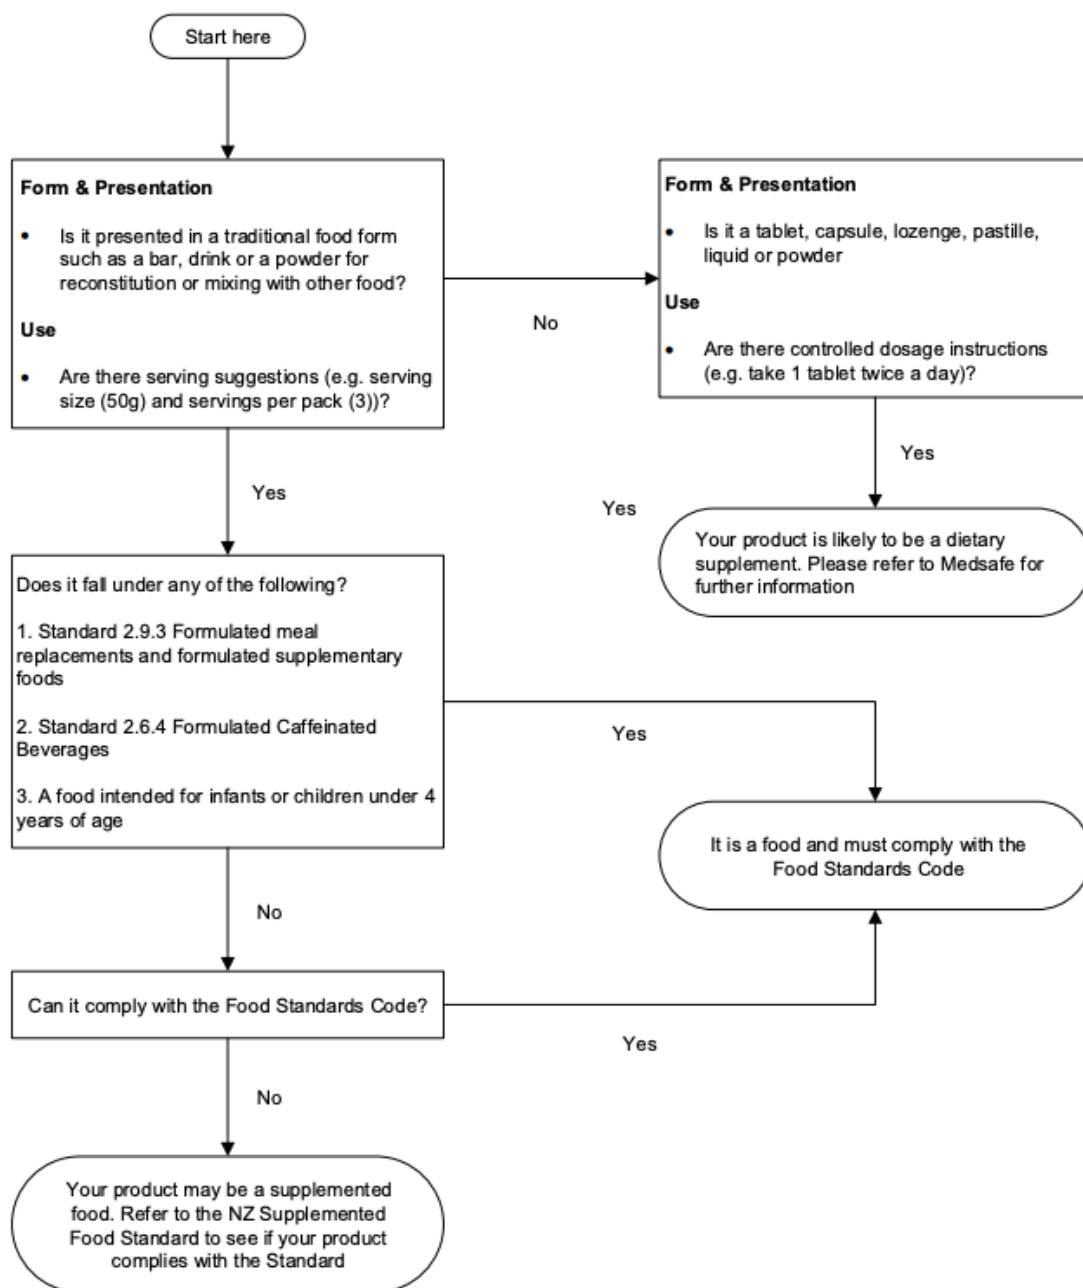 Start here
Form & Presentation
• Is it presented in a traditional food form
such as a bar, drink or a powder for
reconstitution or mixing with other food?
Use
• Are there serving suggestions (e.g. serving
size (50g) and servings per pack (3))?
No
Form & Presentation
• Is it a tablet, capsule, lozenge, pastille,
liquid or powder
Use
• Are there controlled dosage instructions
(e.g. take 1 tablet twice a day)?
Yes
Yes
Yes
Your product is likely to be a dietary
supplement. Please refer to Medsafe for
further information
Does it fall under any of the following?
1. Standard 2.9.3 Formulated meal
replacements and formulated supplementary
foods
2. Standard 2.6.4 Formulated Caffeinated
Beverages
3. A food intended for infants or children under 4
years of age
Yes
It is a food and must comply with the
Food Standards Code
No
Can it comply with the Food Standards Code?
Yes
No
Your product may be a supplemented
food. Refer to the NZ Supplemented
Food Standard to see if your product
complies with the Standard